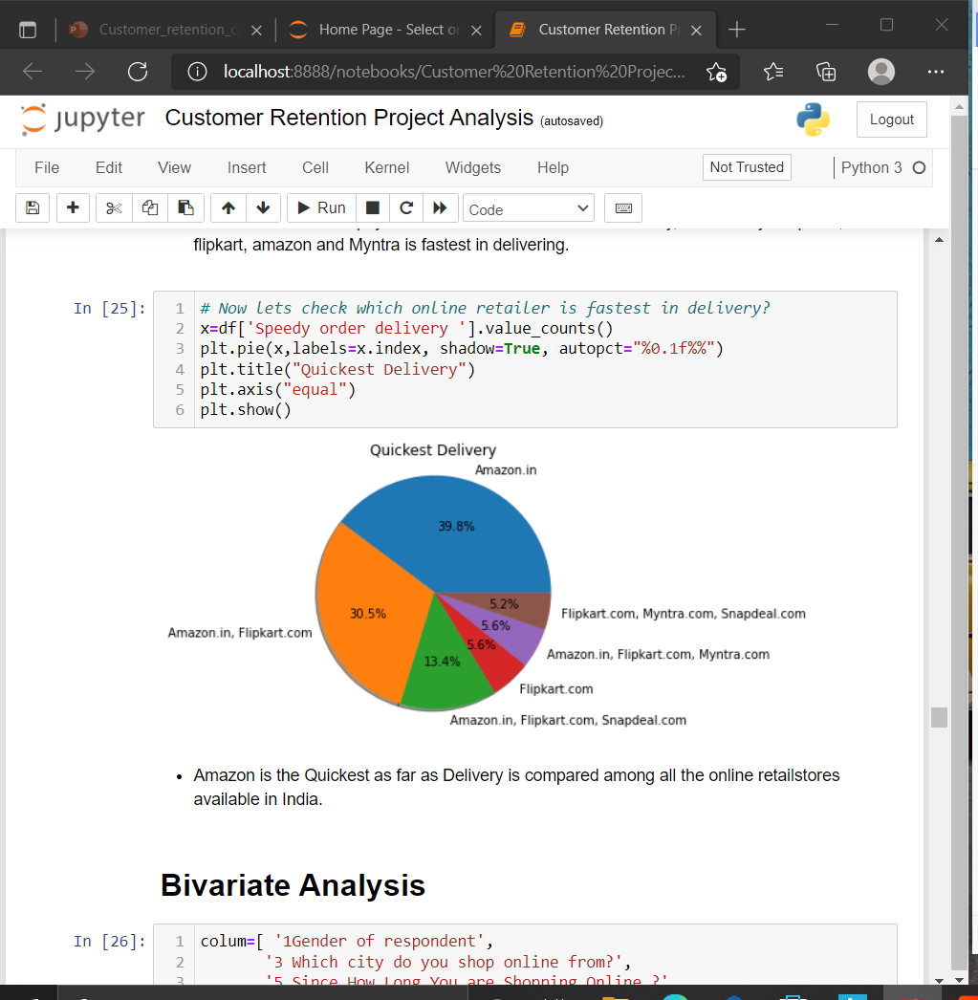 Customer_retention_c
Home Page - Select or
Customer Retention P
localhost:8888/notebooks/Customer%20Retention%20Projec...
jupyter Customer Retention Project Analysis (autosaved)
Logout
File Edit View Insert Cell Kernel Widgets Help
Not Trusted
Python 3
Run
Code
flipkart, amazon and Myntra is fastest in delivering.
In [25]:
1 # Now lets check which online retailer is fastest in delivery?
2 x=df['Speedy order delivery '].value_counts()
3 plt.pie(x,labels=x.index, shadow=True, autopct="%0.1f%%")
4 plt.title("Quickest Delivery")
5 plt.axis("equal")
6 plt.show()
Quickest Delivery
Amazon.in
39.8%
30.5%
5.2%
Flipkart.com, Myntra.com, Snapdeal.com
5.6%
Amazon.in, Flipkart.com
5.6%
Amazon.in, Flipkart.com, Myntra.com
13.4%
Flipkart.com
Amazon.in, Flipkart.com, Snapdeal.com
• Amazon is the Quickest as far as Delivery is compared among all the online retailstores
available in India.
Bivariate Analysis
In [26]:
1 colum=[ '1Gender of respondent',
2 '3 Which city do you shop online from?',
3 '5 Since How Long You are Shopping Online ?'